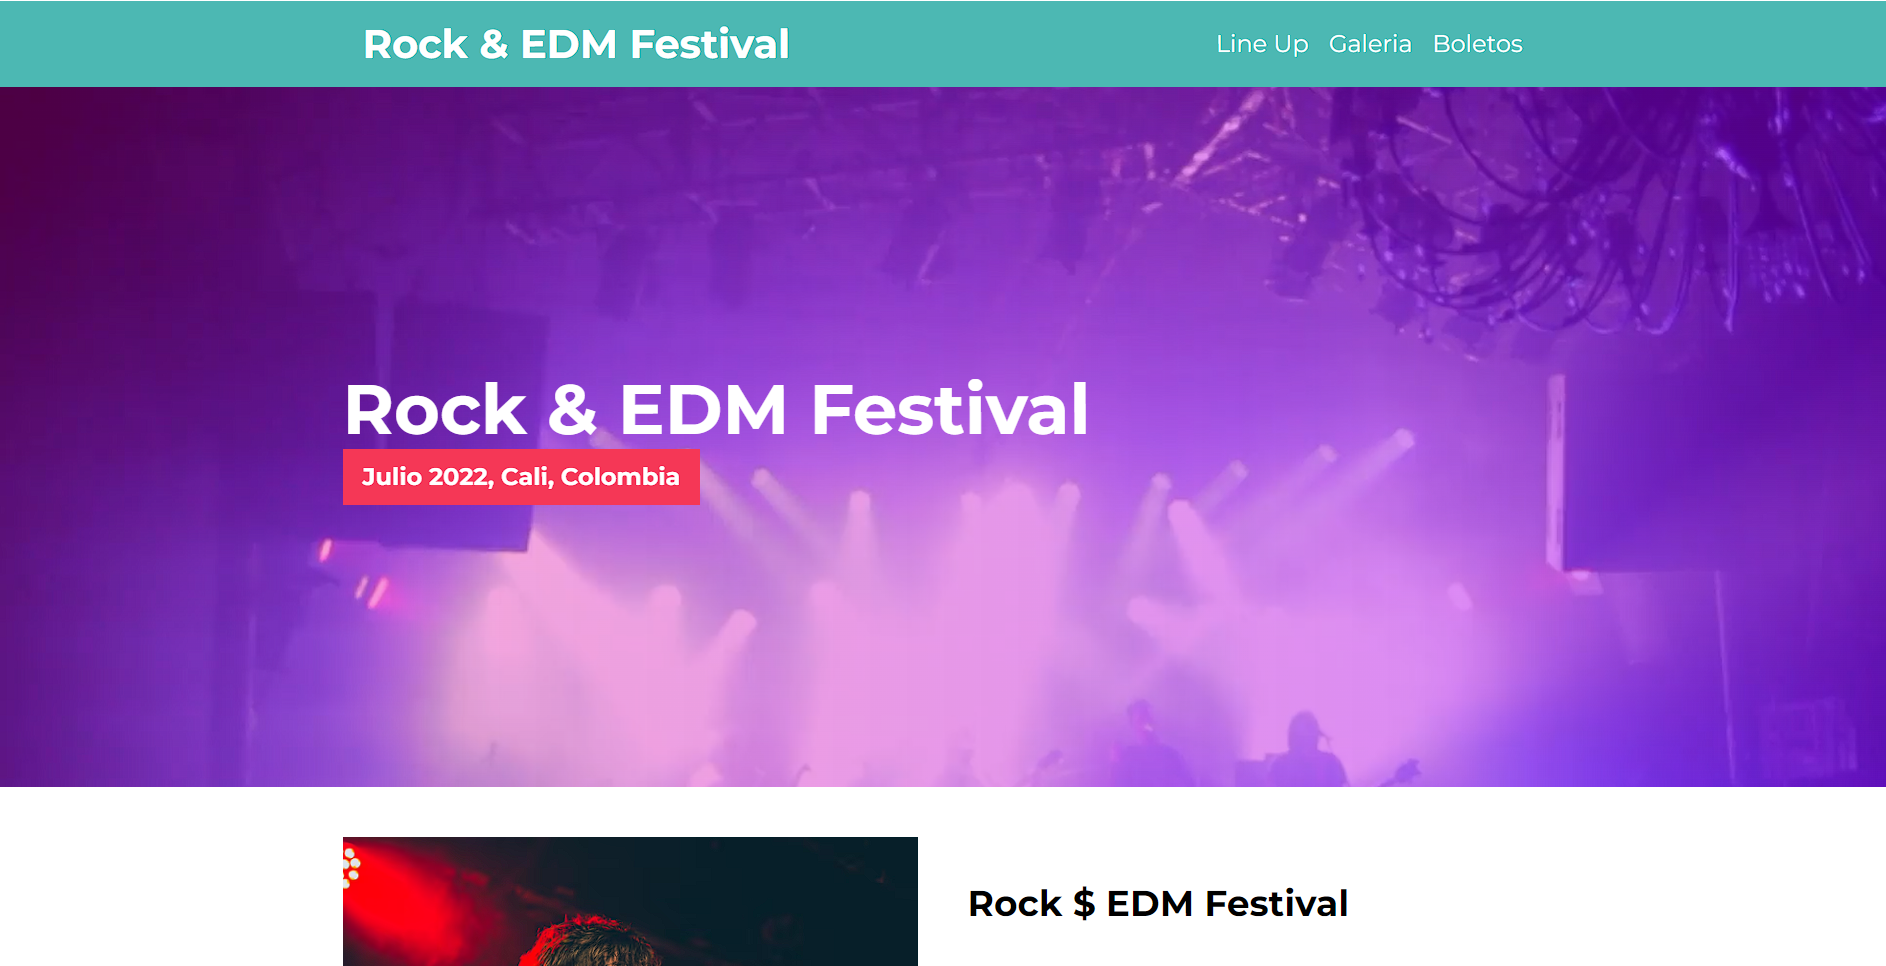 Rock & EDM Festival
Line Up Galeria Boletos
Rock & EDM Festival
Julio 2022, Cali, Colombia
Rock $ EDM Festival